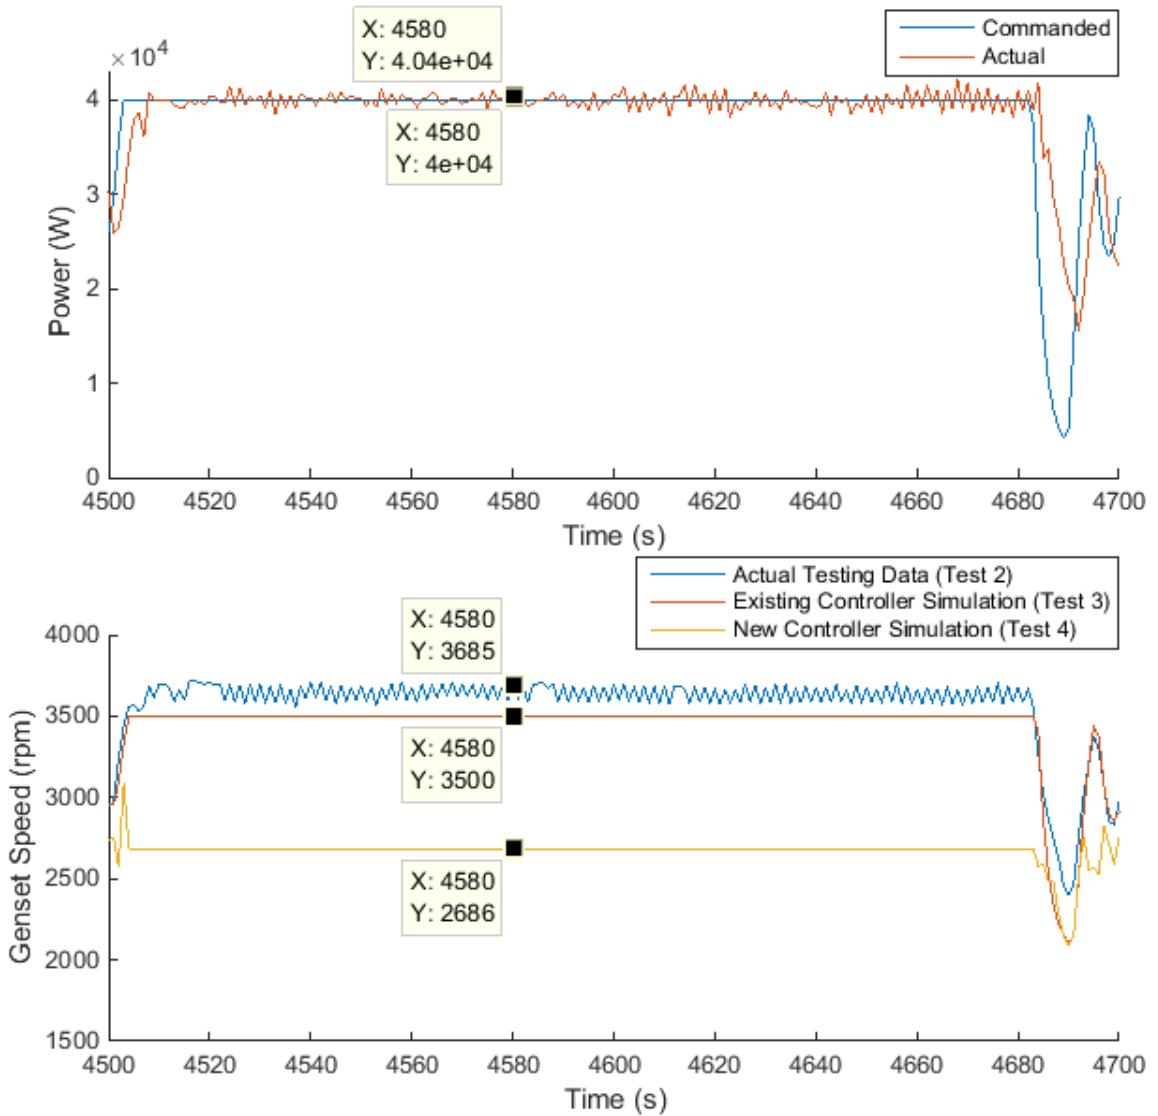 X: 4580
Y: 4.04e+04
Commanded
Actual
× 10⁴
4
X: 4580
Y: 4e+04
3
2
1
0
Power (W)
4500 4520 4540 4560 4580 4600 4620 4640 4660 4680 4700
Time (s)
Actual Testing Data (Test 2)
Existing Controller Simulation (Test 3)
New Controller Simulation (Test 4)
X: 4580
Y: 3685
4000
3500
X: 4580
Y: 3500
3000
2500
X: 4580
Y: 2686
2000
1500
Genset Speed (rpm)
4500 4520 4540 4560 4580 4600 4620 4640 4660 4680 4700
Time (s)